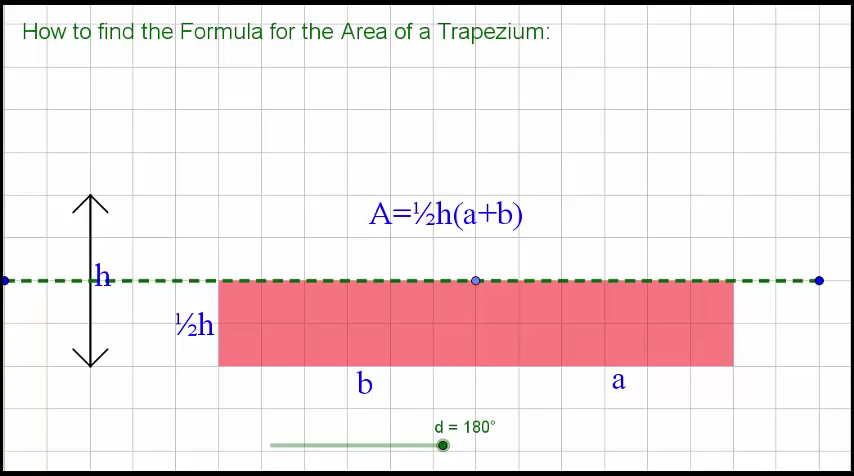 How to find the Formula for the Area of a Trapezium:
A=½h(a+b)
h
½h
b
a
d = 180°